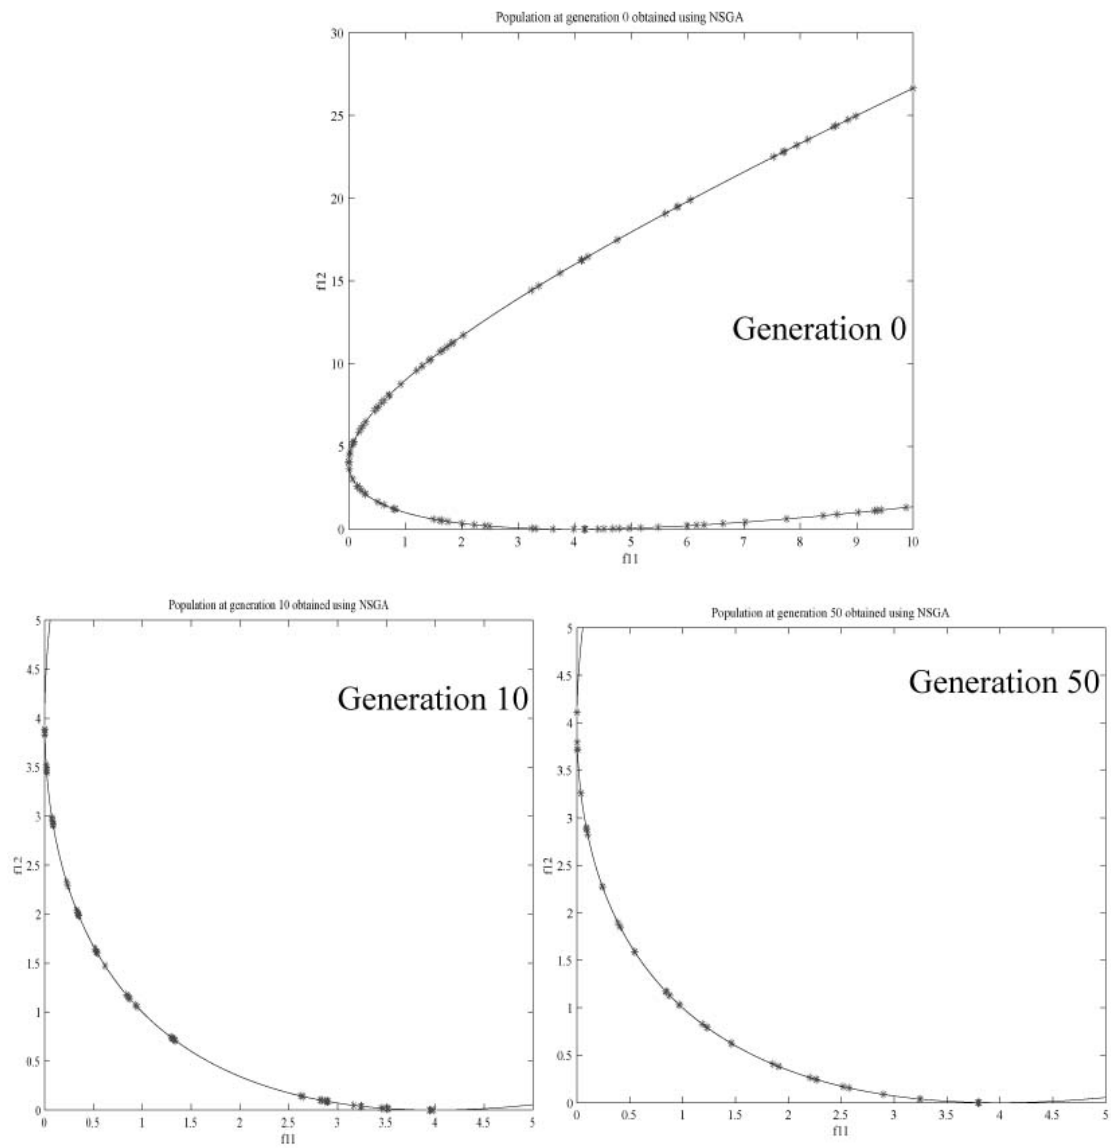 Population at generation 0 obtained using NSGA
30
25
20
15
10
5
0
f12
Generation 0
0 1 2 3 4 5 6 7 8 9 10
f11
Population at generation 10 obtained using NSGA
5
4.5
4
3.5
3
2.5
2
1.5
1
0.5
0
f12
Generation 10
0 0.5 1 1.5 2 2.5 3 3.5 4 4.5 5
f11
Population at generation 50 obtained using NSGA
5
4.5
4
3.5
3
2.5
2
1.5
1
0.5
0
f12
Generation 50
0.5 1 1.5 2 2.5 3 3.5 4 4.5 5
f11